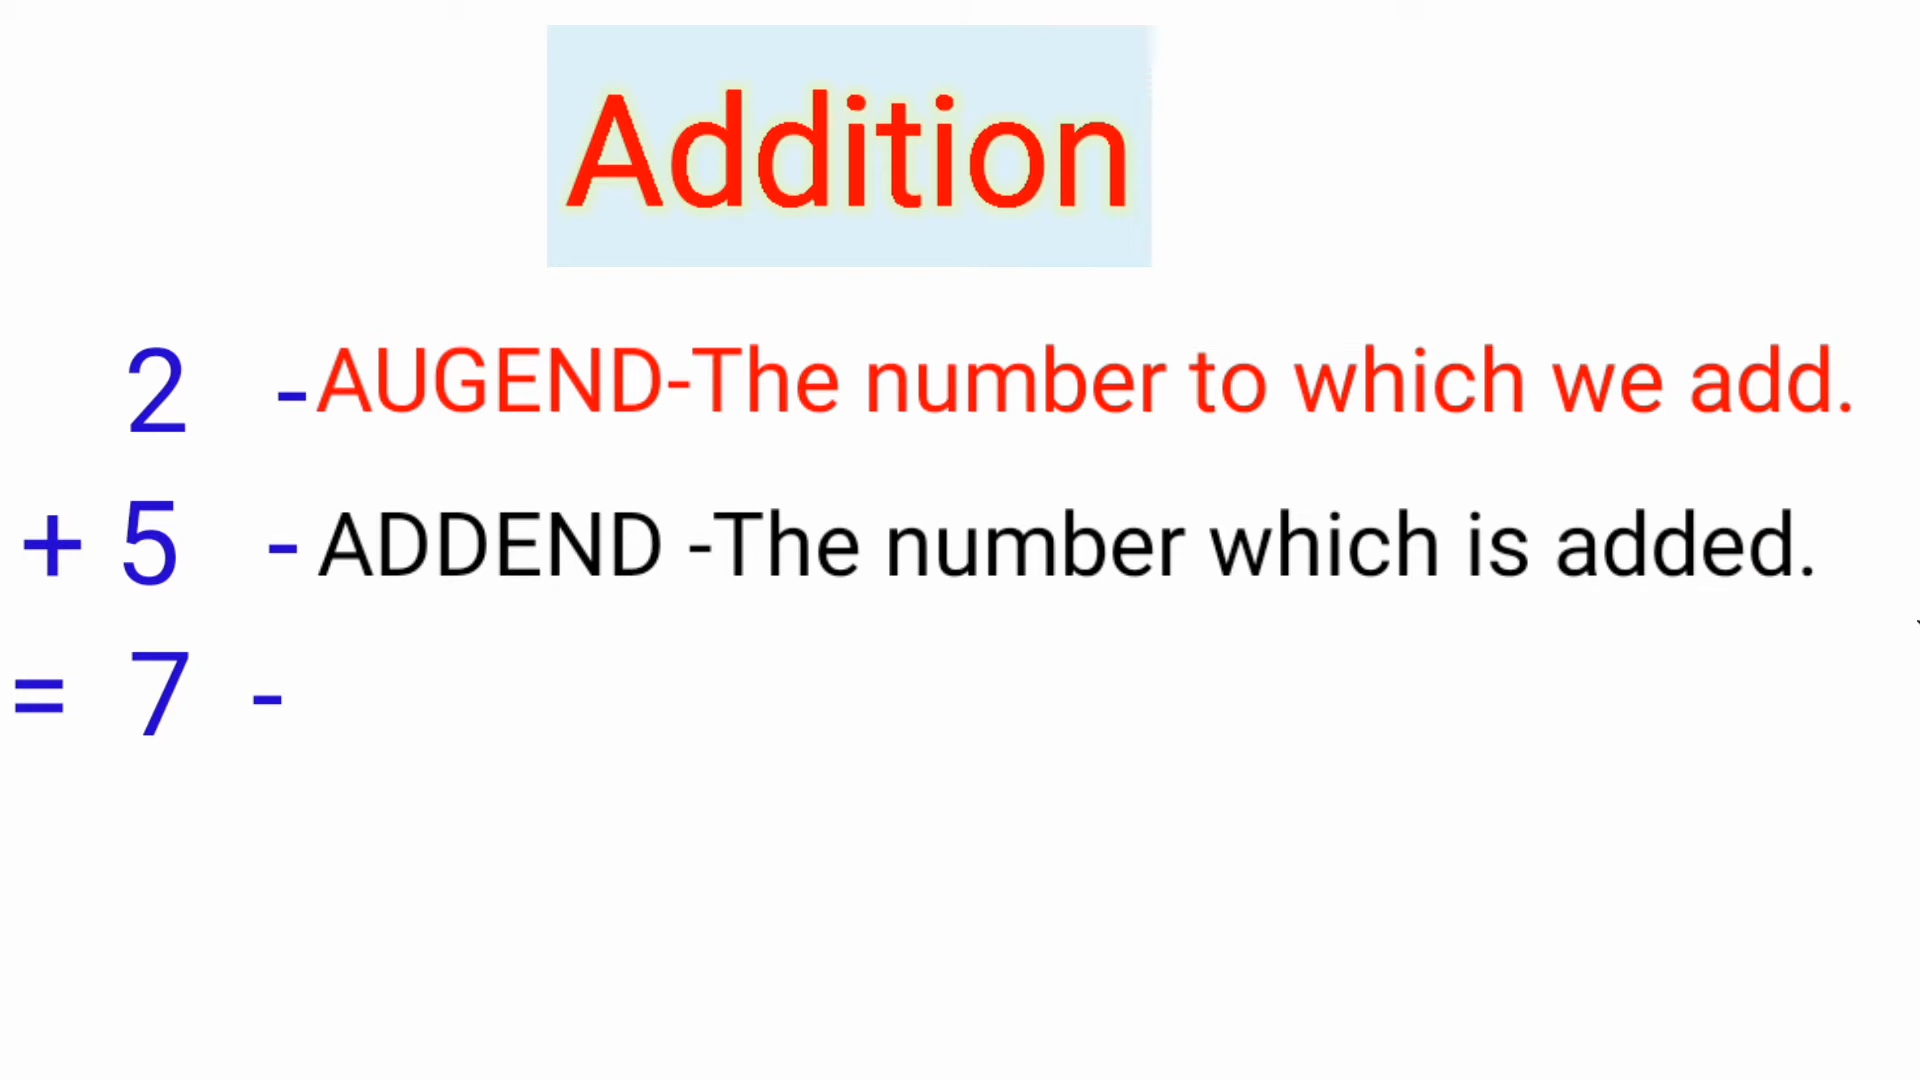 Addition
2 -AUGEND-The number to which we add.
+ 5 -ADDEND -The number which is added.
= 7 -